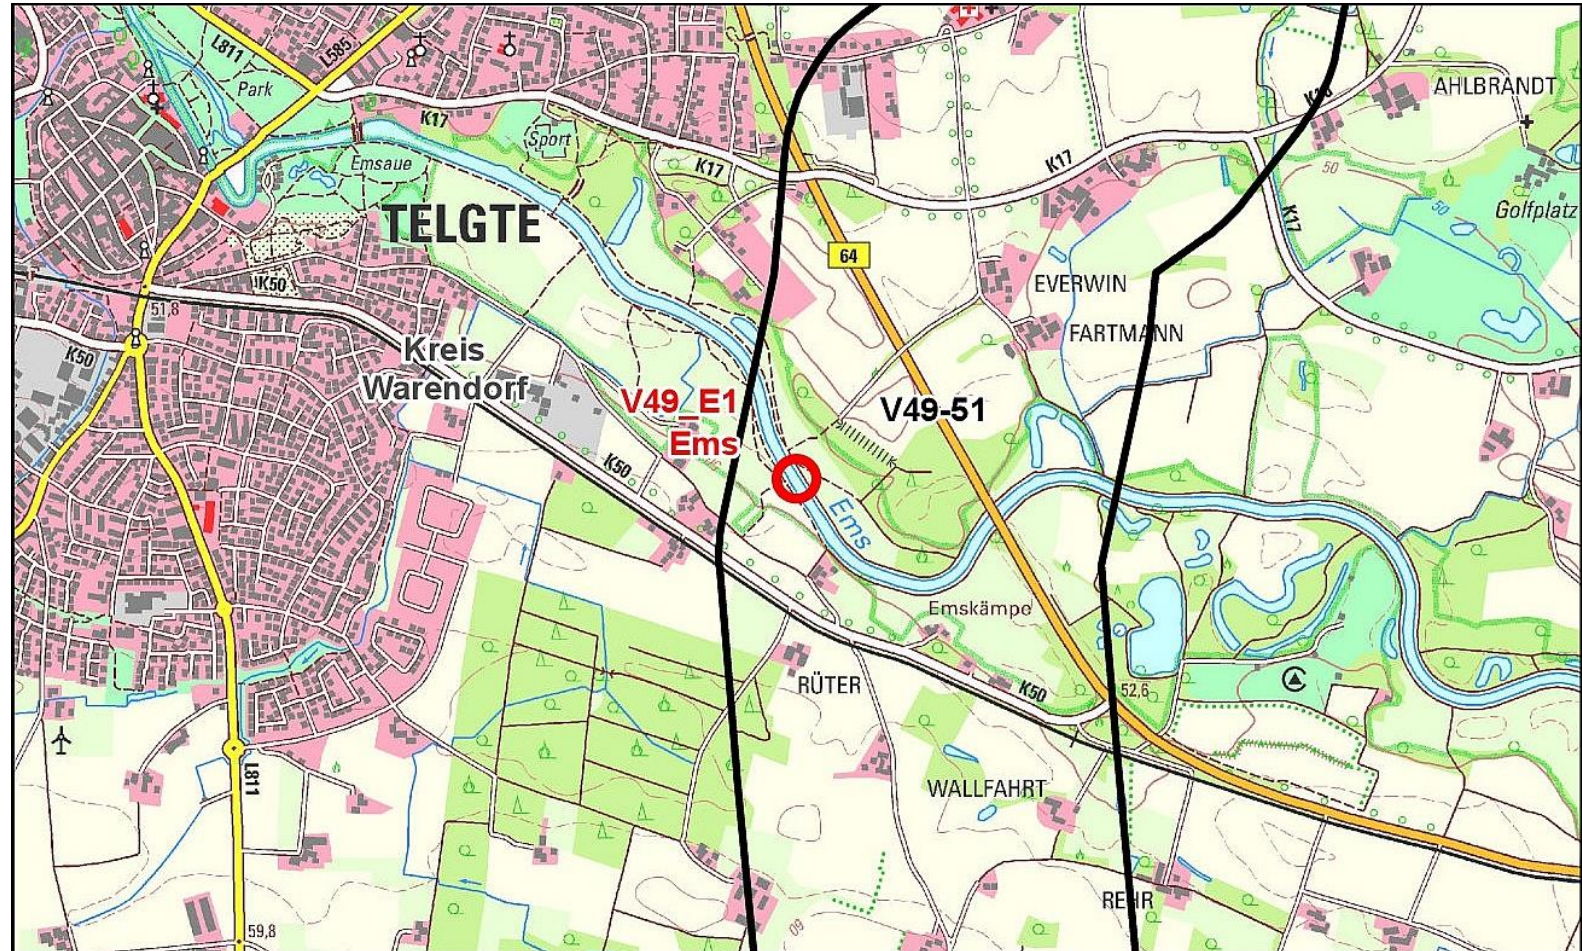 L811
L585
Park
K17
Sport
Emsaue
K17
TELGTE
K50
51,8
K50
Kreis
Warendorf
V49_E1
Ems
V49-51
64
K17
K17
AHLBRANDT
50
50
Golfplatz
EVERWIN
FARTMANN
K50
Ems
Emskämpe
RÜTER
K50
52,6
WALLFAHRT
L811
REHR
59,8
60